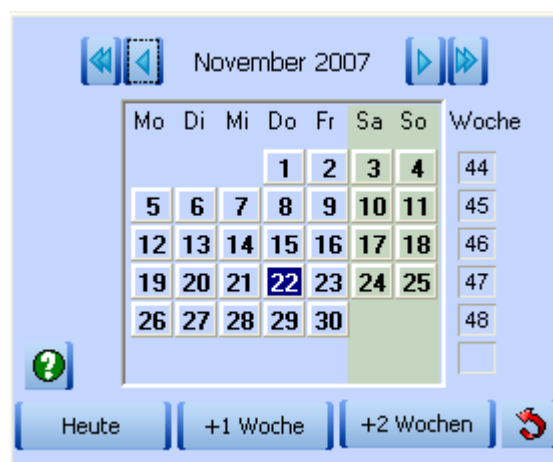 November 2007
Mo Di Mi Do Fr Sa So Woche
1 2 3 4 44
5 6 7 8 9 10 11 45
12 13 14 15 16 17 18 46
19 20 21 22 23 24 25 47
26 27 28 29 30 48
?
Heute +1 Woche +2 Wochen